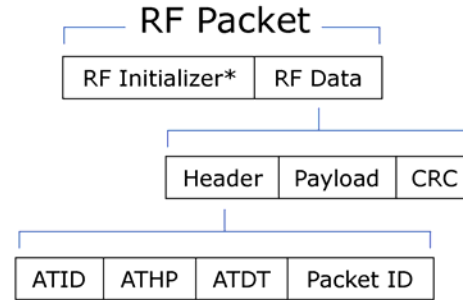 RF Packet
RF Initializer* RF Data
Header Payload CRC
ATID ATHP ATDT Packet ID